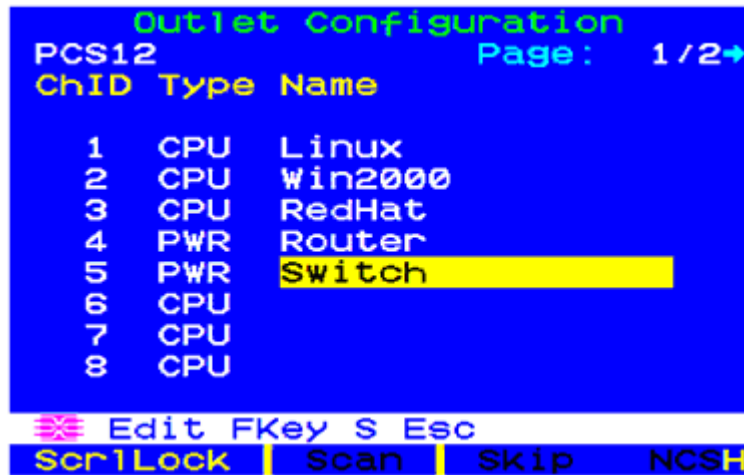 Outlet Configuration
PCS12 Page: 1/2→
ChID Type Name
1 CPU Linux
2 CPU Win2000
3 CPU RedHat
4 PWR Router
5 PWR Switch
6 CPU
7 CPU
8 CPU
Edit FKey S Esc
ScrlLock Scan Skip NCSH